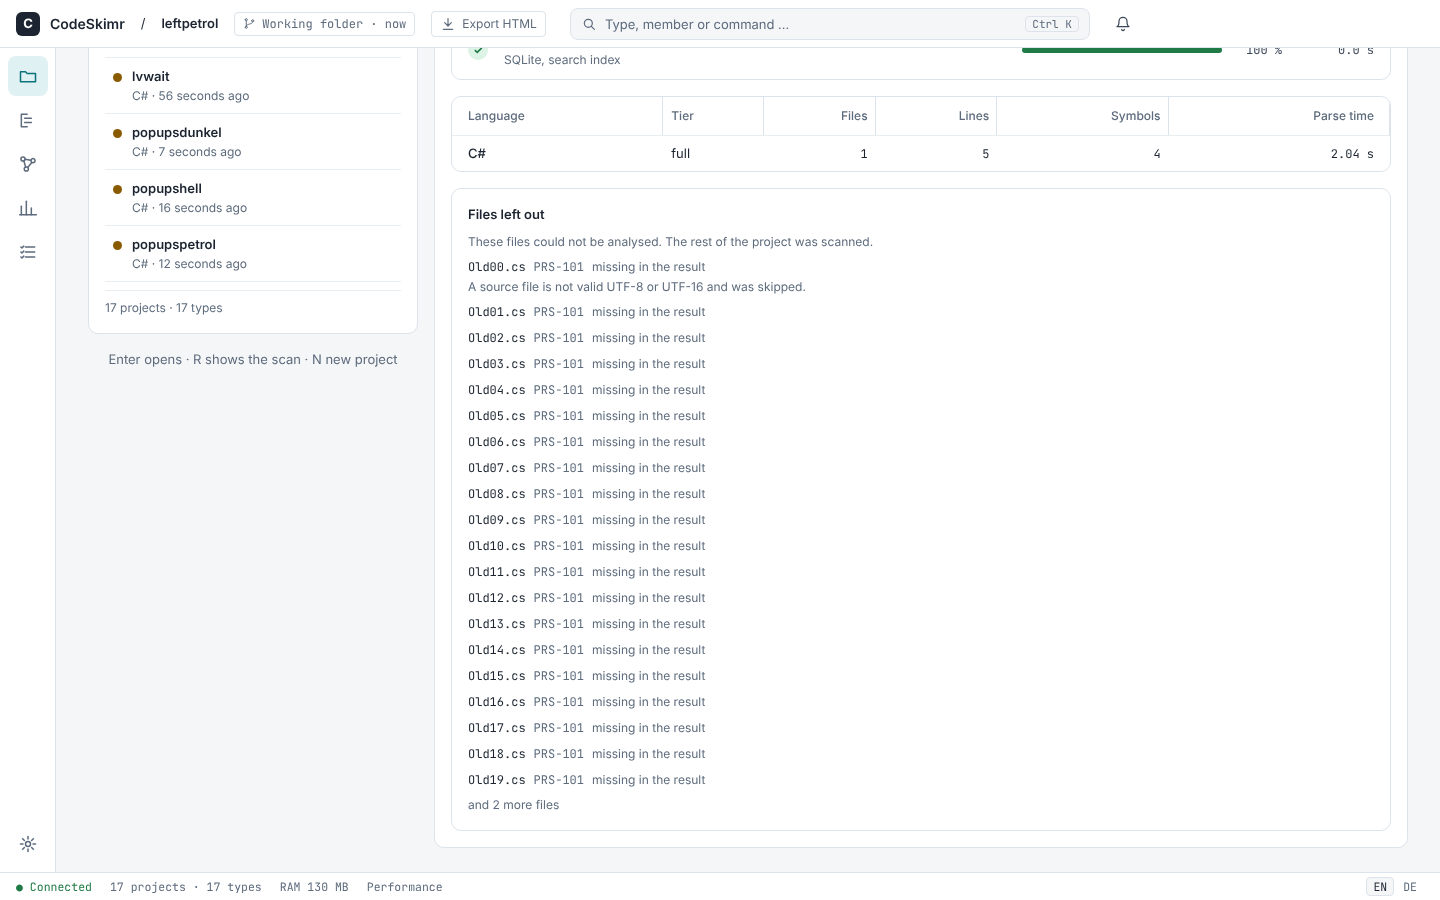 C CodeSkimr / leftpetrol Working folder · now Export HTML Type, member or command ... Ctrl K
lvwait
C# · 56 seconds ago
popupsdunkel
C# · 7 seconds ago
popupshell
C# · 16 seconds ago
popupspetrol
C# · 12 seconds ago
17 projects · 17 types
Enter opens · R shows the scan · N new project
100 % 0.0 s
SQLite, search index
Language Tier Files Lines Symbols Parse time
C# full 1 5 4 2.04 s
Files left out
These files could not be analysed. The rest of the project was scanned.
Old00.cs PRS-101 missing in the result
A source file is not valid UTF-8 or UTF-16 and was skipped.
Old01.cs PRS-101 missing in the result
Old02.cs PRS-101 missing in the result
Old03.cs PRS-101 missing in the result
Old04.cs PRS-101 missing in the result
Old05.cs PRS-101 missing in the result
Old06.cs PRS-101 missing in the result
Old07.cs PRS-101 missing in the result
Old08.cs PRS-101 missing in the result
Old09.cs PRS-101 missing in the result
Old10.cs PRS-101 missing in the result
Old11.cs PRS-101 missing in the result
Old12.cs PRS-101 missing in the result
Old13.cs PRS-101 missing in the result
Old14.cs PRS-101 missing in the result
Old15.cs PRS-101 missing in the result
Old16.cs PRS-101 missing in the result
Old17.cs PRS-101 missing in the result
Old18.cs PRS-101 missing in the result
Old19.cs PRS-101 missing in the result
and 2 more files
Connected 17 projects · 17 types RAM 130 MB Performance EN DE